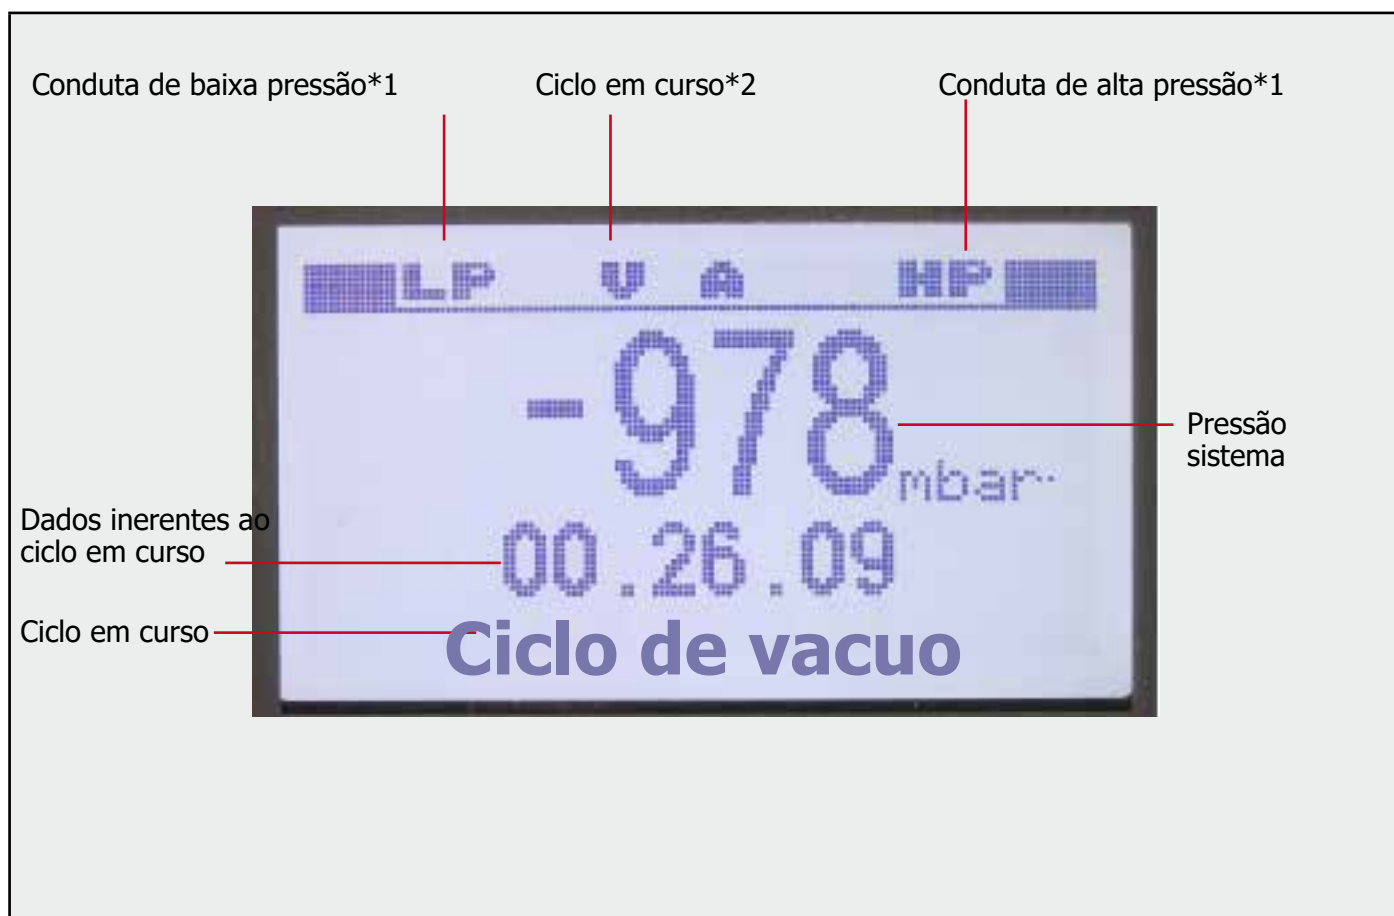 Conduta de baixa pressão*1 Ciclo em curso*2 Conduta de alta pressão*1
LP V A HP
-978
mbar
Pressão
sistema
Dados inerentes ao
ciclo em curso
00.26.09
Ciclo em curso
Ciclo de vacuo